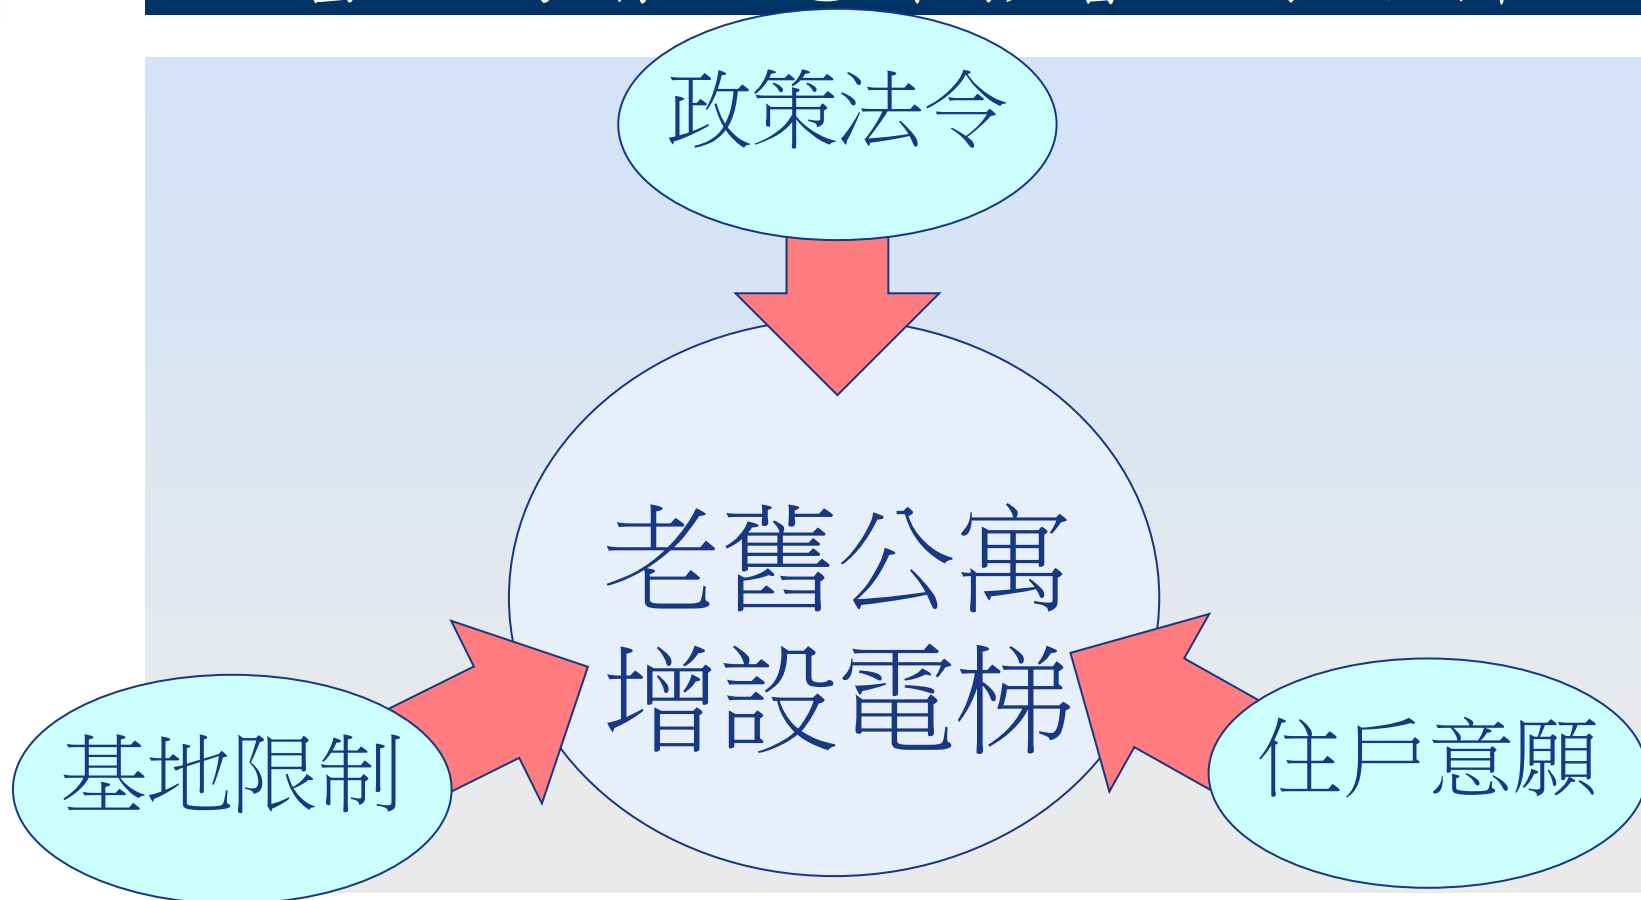 政策法令
老舊公寓
增設電梯
基地限制
住戶意願